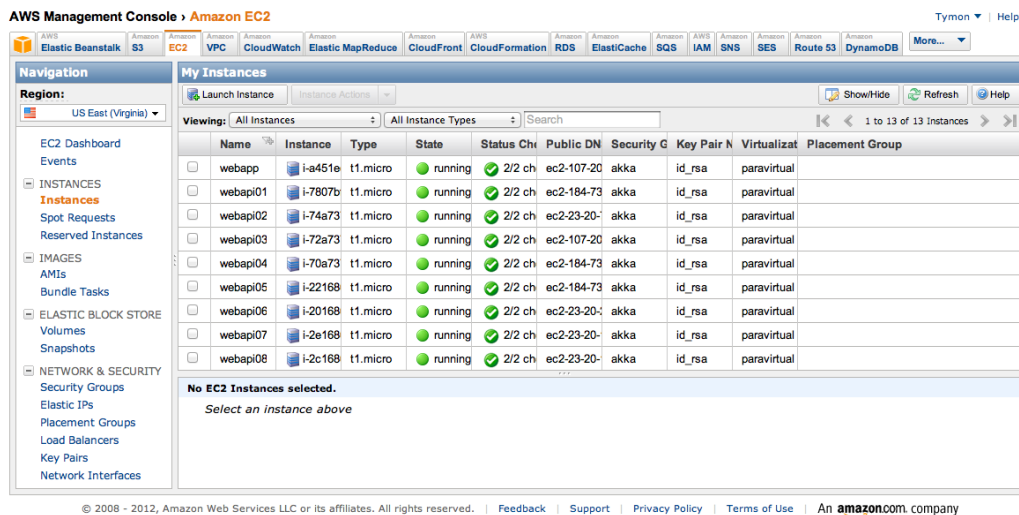 AWS Management Console › Amazon EC2
Tymon Help
AWS Elastic Beanstalk
Amazon S3
Amazon EC2
Amazon VPC
Amazon CloudWatch
Amazon Elastic MapReduce
Amazon CloudFront
AWS CloudFormation
Amazon RDS
Amazon ElastiCache
Amazon SQS
AWS IAM
Amazon SNS
Amazon SES
Amazon Route 53
Amazon DynamoDB
More...
Navigation
Region:
US East (Virginia)
EC2 Dashboard
Events
INSTANCES
Instances
Spot Requests
Reserved Instances
IMAGES
AMIs
Bundle Tasks
ELASTIC BLOCK STORE
Volumes
Snapshots
NETWORK & SECURITY
Security Groups
Elastic IPs
Placement Groups
Load Balancers
Key Pairs
Network Interfaces
My Instances
Launch Instance Instance Actions Show/Hide Refresh Help
Viewing: All Instances All Instance Types Search 1 to 13 of 13 Instances
Name Instance Type State Status Che Public DN Security G Key Pair N Virtualizat Placement Group
webapp i-a451e t1.micro running 2/2 ch ec2-107-20 akka id_rsa paravirtual
webapi01 i-7807b t1.micro running 2/2 ch ec2-184-73 akka id_rsa paravirtual
webapi02 i-74a73 t1.micro running 2/2 ch ec2-23-20- akka id_rsa paravirtual
webapi03 i-72a73 t1.micro running 2/2 ch ec2-107-20 akka id_rsa paravirtual
webapi04 i-70a73 t1.micro running 2/2 ch ec2-184-73 akka id_rsa paravirtual
webapi05 i-22168 t1.micro running 2/2 ch ec2-184-73 akka id_rsa paravirtual
webapi06 i-20168 t1.micro running 2/2 ch ec2-23-20- akka id_rsa paravirtual
webapi07 i-2e168 t1.micro running 2/2 ch ec2-23-20- akka id_rsa paravirtual
webapi08 i-2c168 t1.micro running 2/2 ch ec2-23-20- akka id_rsa paravirtual
No EC2 Instances selected.
Select an instance above
© 2008 - 2012, Amazon Web Services LLC or its affiliates. All rights reserved. | Feedback | Support | Privacy Policy | Terms of Use | An amazon.com company